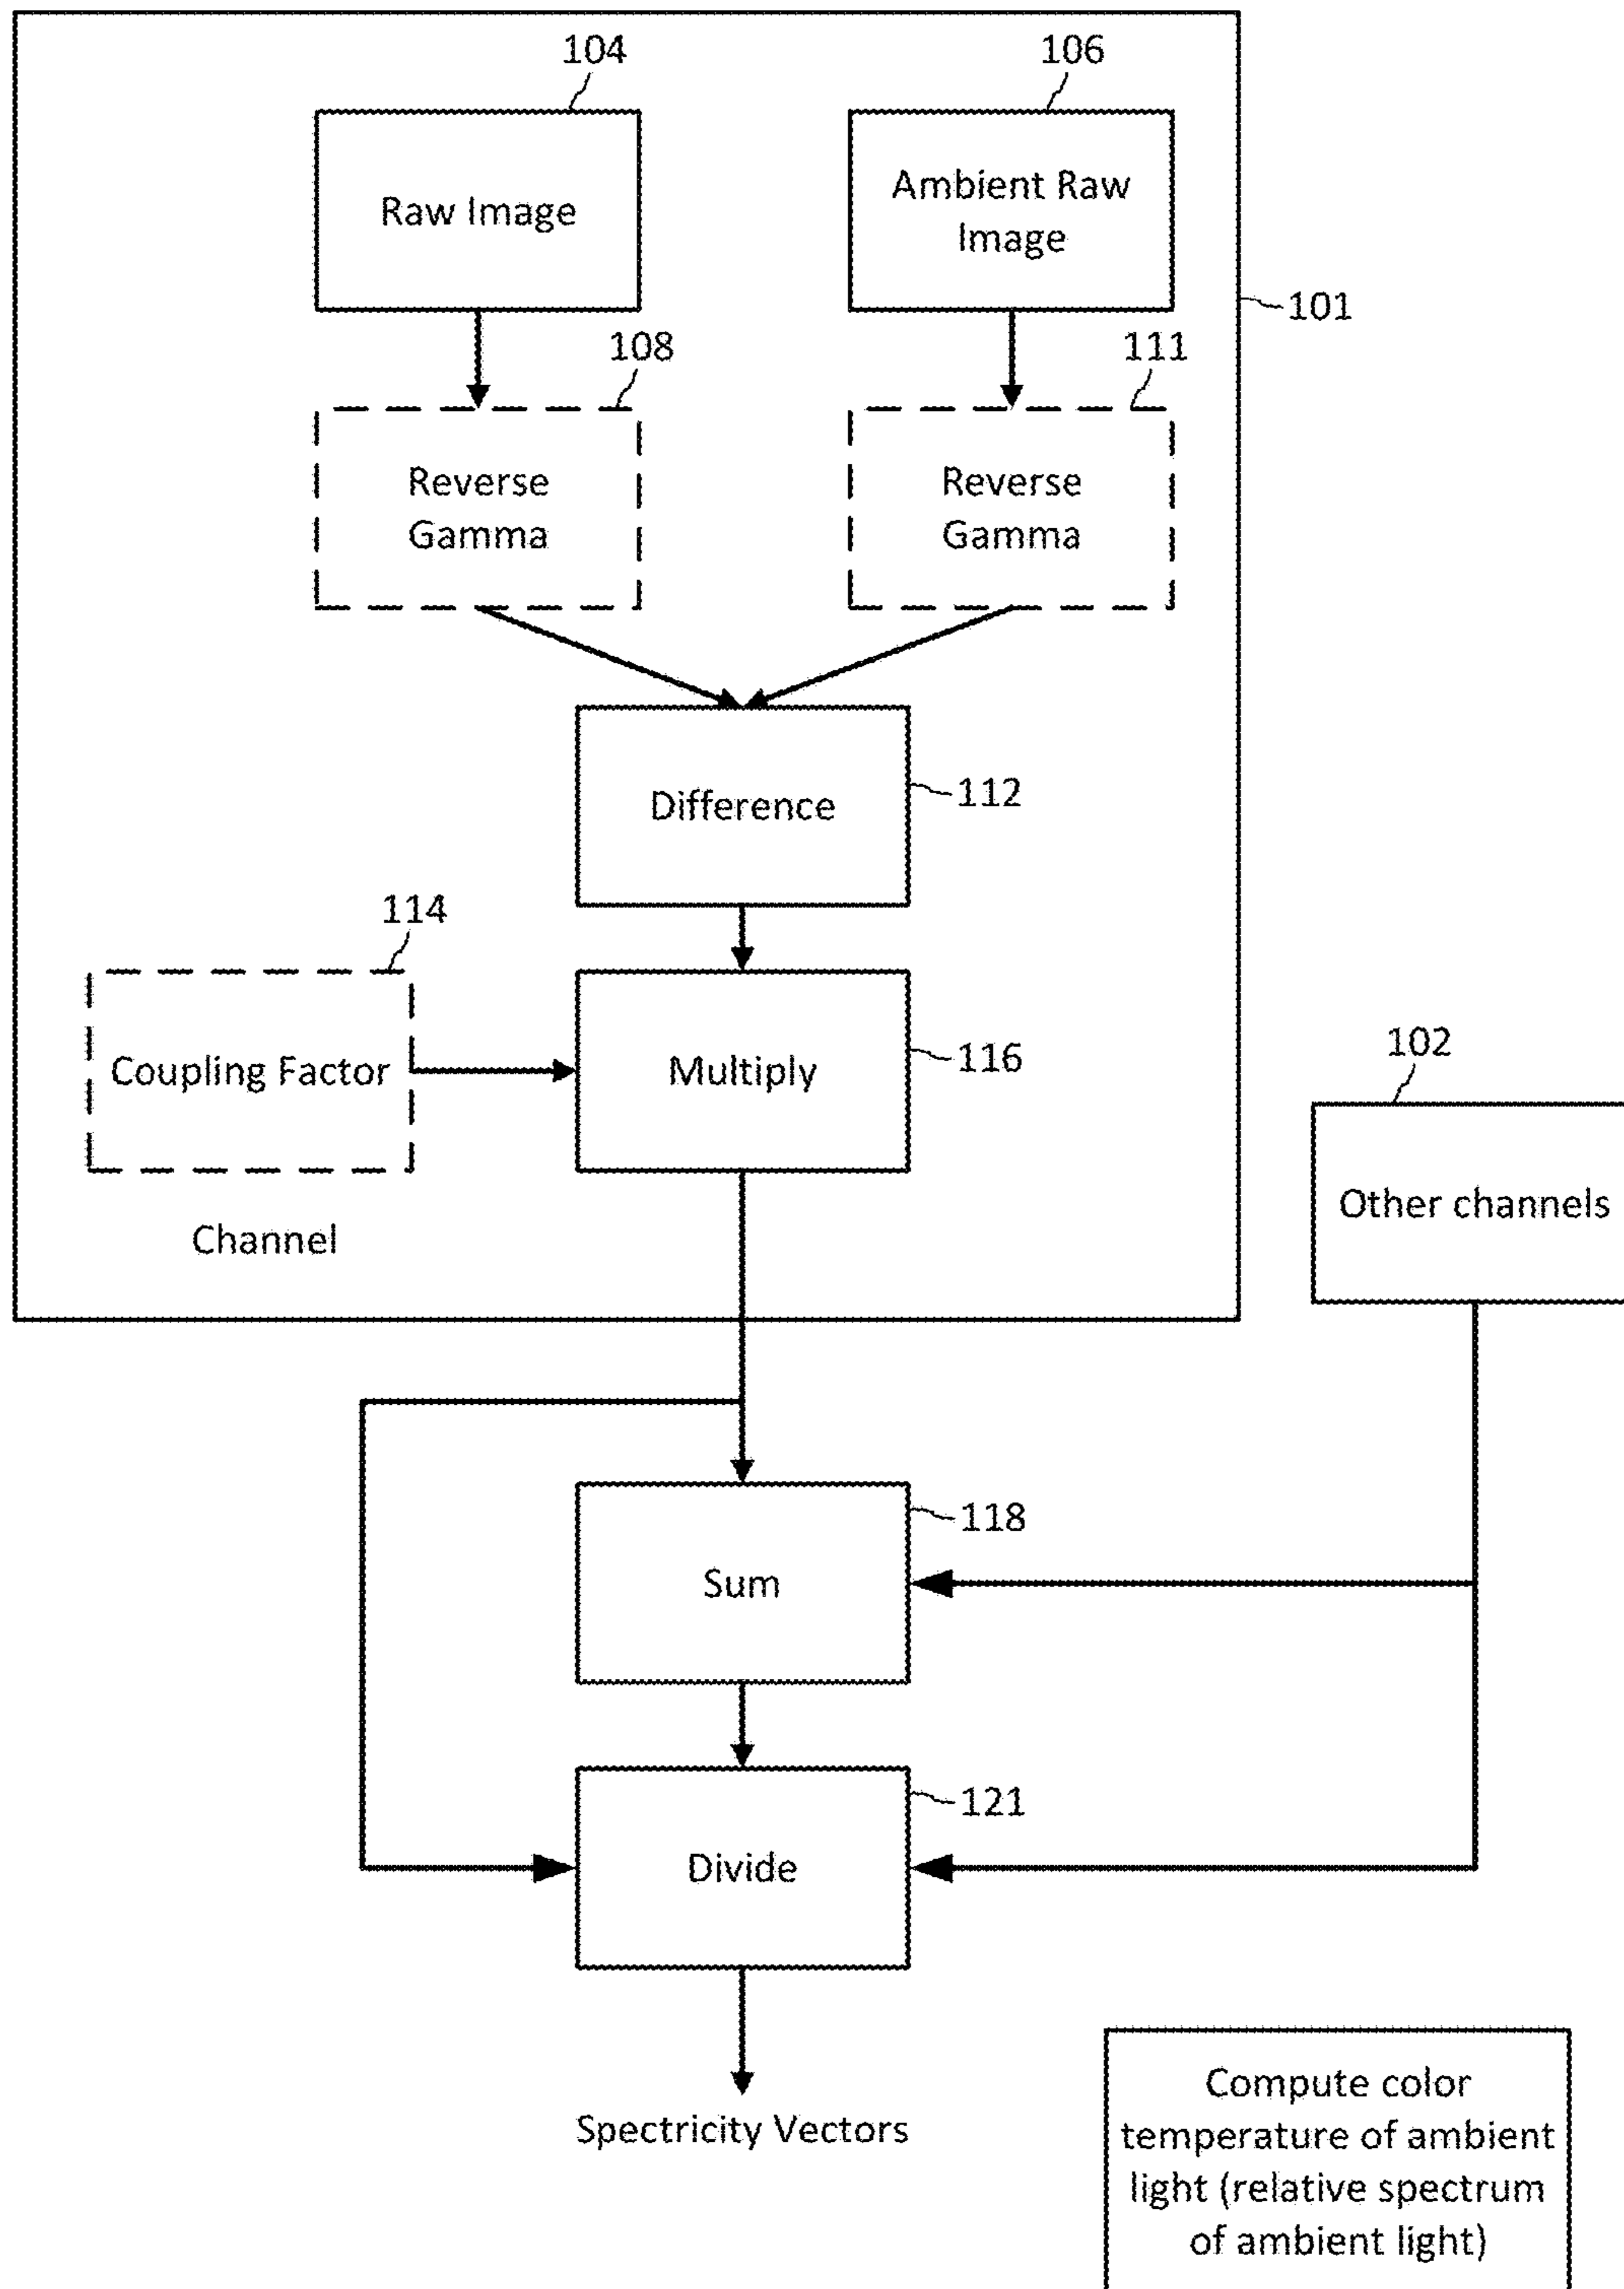 104
106
Raw Image
Ambient Raw
Image
101
108
111
Reverse
Gamma
Reverse
Gamma
Difference
112
114
Coupling Factor
Multiply
116
102
Other channels
Channel
Sum
118
Divide
121
Spectricity Vectors
Compute color
temperature of ambient
light (relative spectrum
of ambient light)